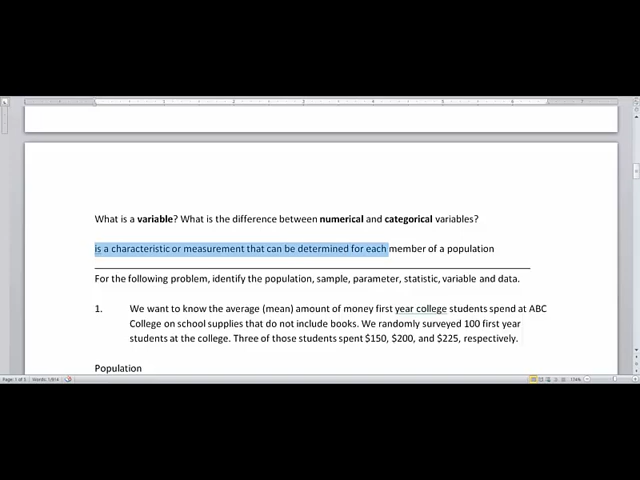 What is a variable? What is the difference between numerical and categorical variables?
is a characteristic or measurement that can be determined for each member of a population
For the following problem, identify the population, sample, parameter, statistic, variable and data.
1. We want to know the average (mean) amount of money first year college students spend at ABC
College on school supplies that do not include books. We randomly surveyed 100 first year
students at the college. Three of those students spent $150, $200, and $225, respectively.
Population